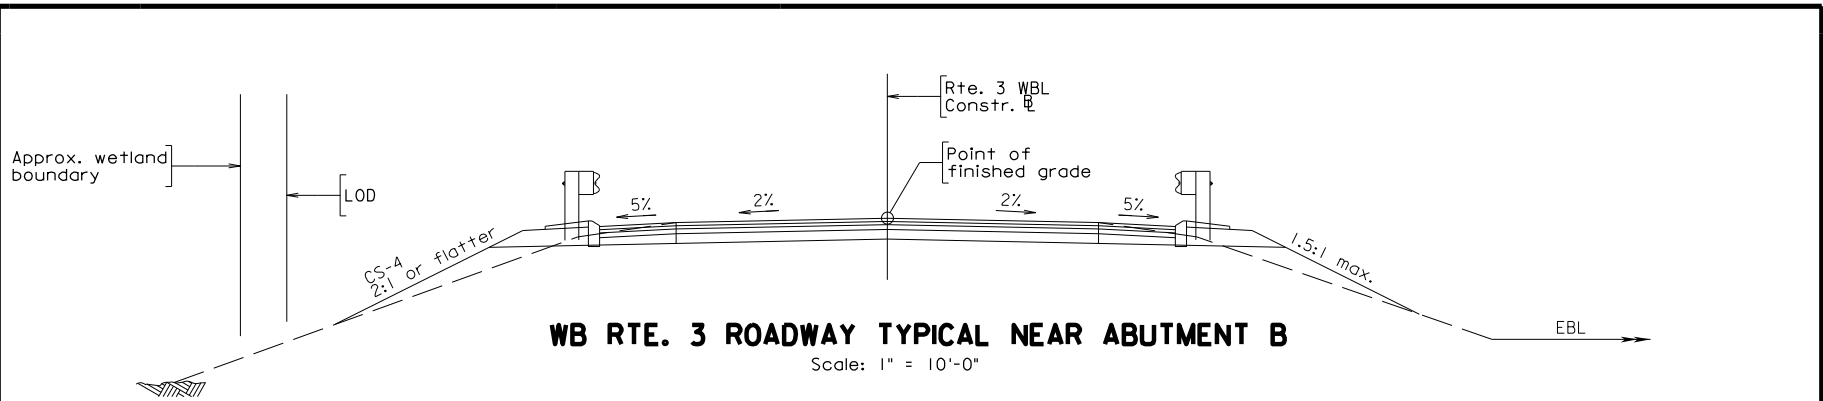 Rte. 3 WBL
Constr. BL
Approx. wetland
boundary
LOD
Point of
finished grade
5%
2%
2%
5%
CS-4
2:1 or flatter
1.5:1 max.
EBL
WB RTE. 3 ROADWAY TYPICAL NEAR ABUTMENT B
Scale: 1" = 10'-0"